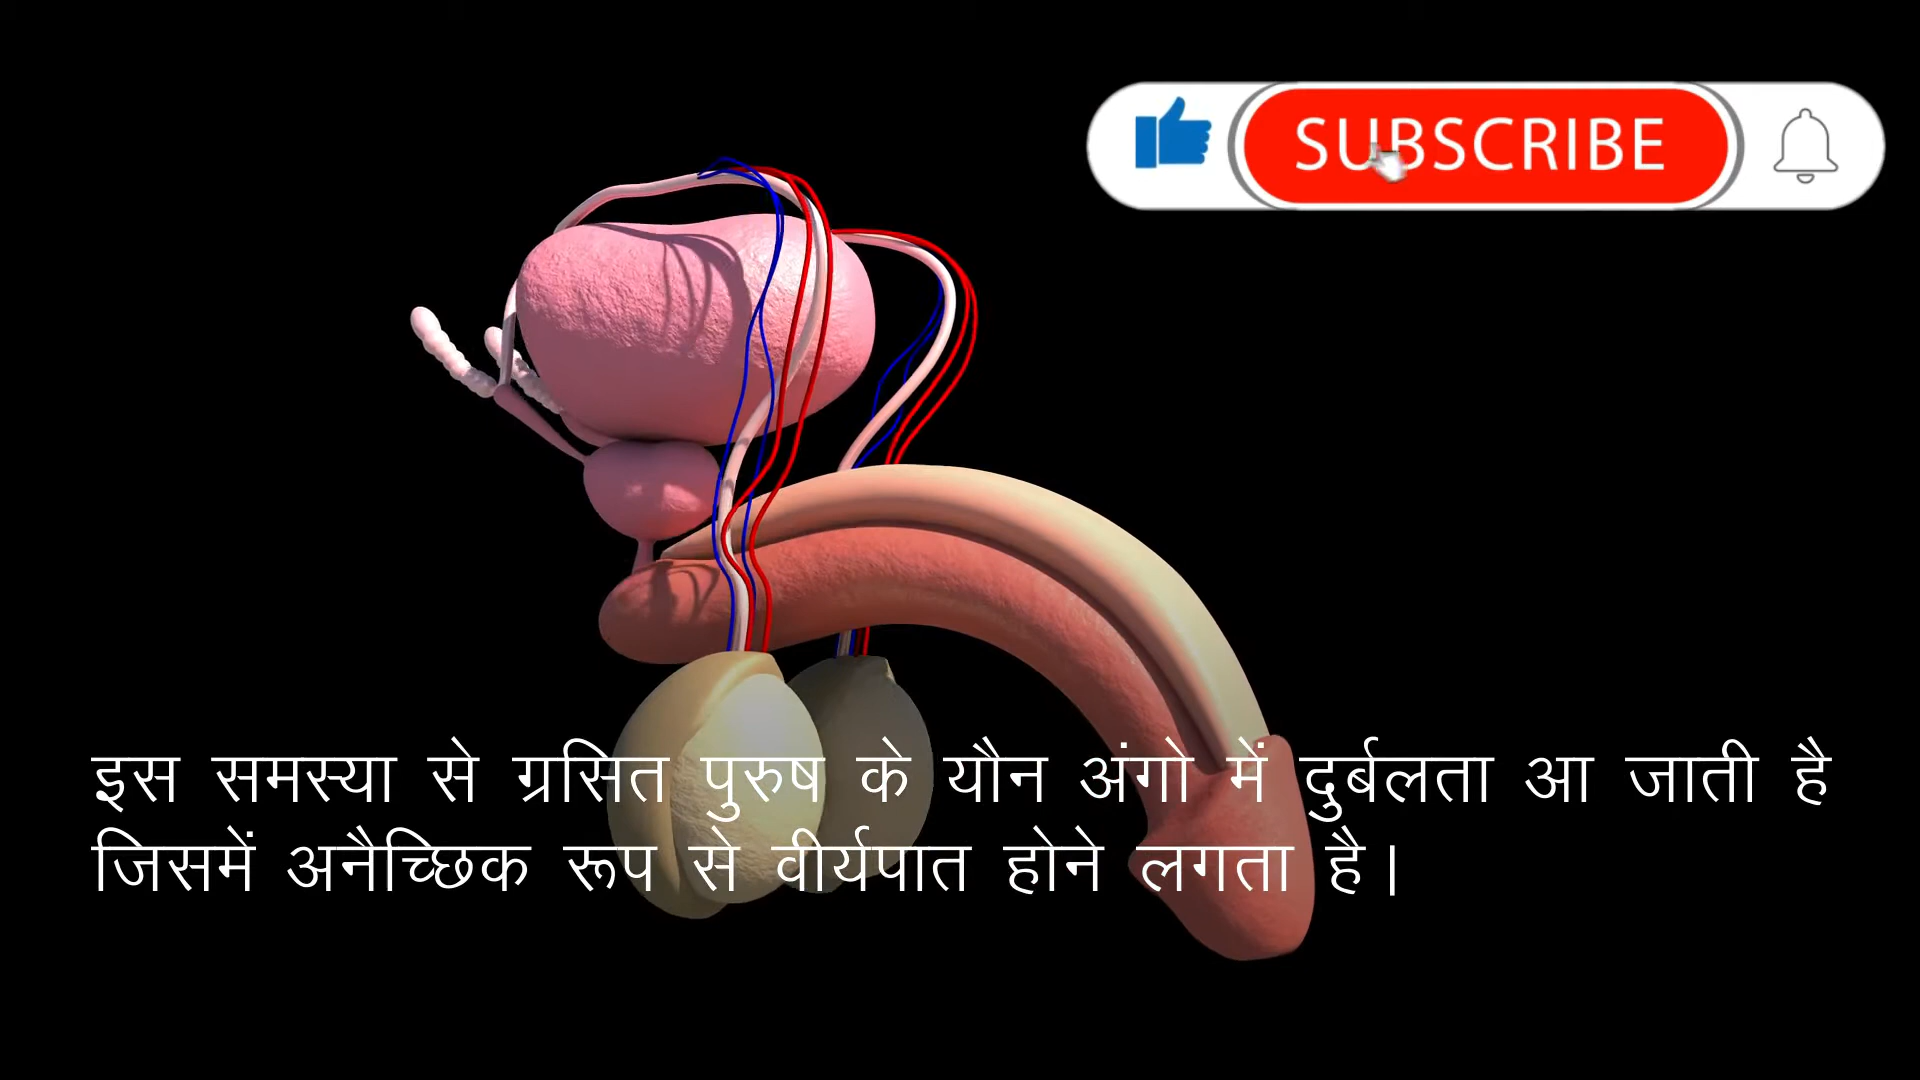 SUBSCRIBE
इस समस्या से ग्रसित पुरुष के यौन अंगो में दुर्बलता आ जाती है
जिसमें अनैच्छिक रूप से वीर्यपात होने लगता है।